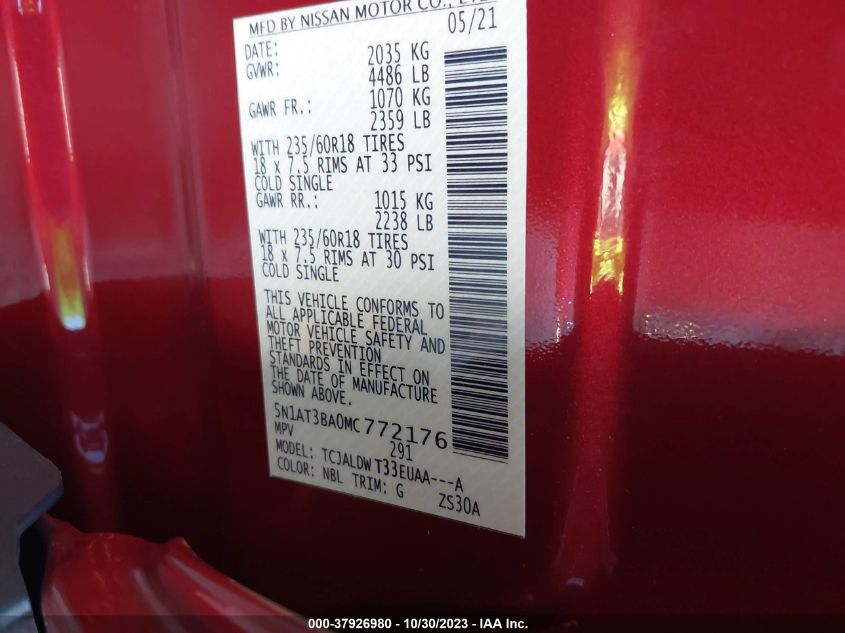 MFD BY NISSAN MOTOR CO., LTD.
DATE: 05/21
GVWR: 2035 KG
4486 LB
GAWR FR.: 1070 KG
2359 LB
WITH 235/60R18 TIRES
18 x 7.5 RIMS AT 33 PSI
COLD SINGLE
GAWR RR.: 1015 KG
2238 LB
WITH 235/60R18 TIRES
18 x 7.5 RIMS AT 30 PSI
COLD SINGLE
THIS VEHICLE CONFORMS TO
ALL APPLICABLE FEDERAL
MOTOR VEHICLE SAFETY AND
THEFT PREVENTION
STANDARDS IN EFFECT ON
THE DATE OF MANUFACTURE
SHOWN ABOVE.
5N1AT3BA0MC772176
MPV 291
MODEL: TCJALDW T33EUAA---A
COLOR: NBL TRIM: G ZS30A
000-37926980 - 10/30/2023 - IAA Inc.